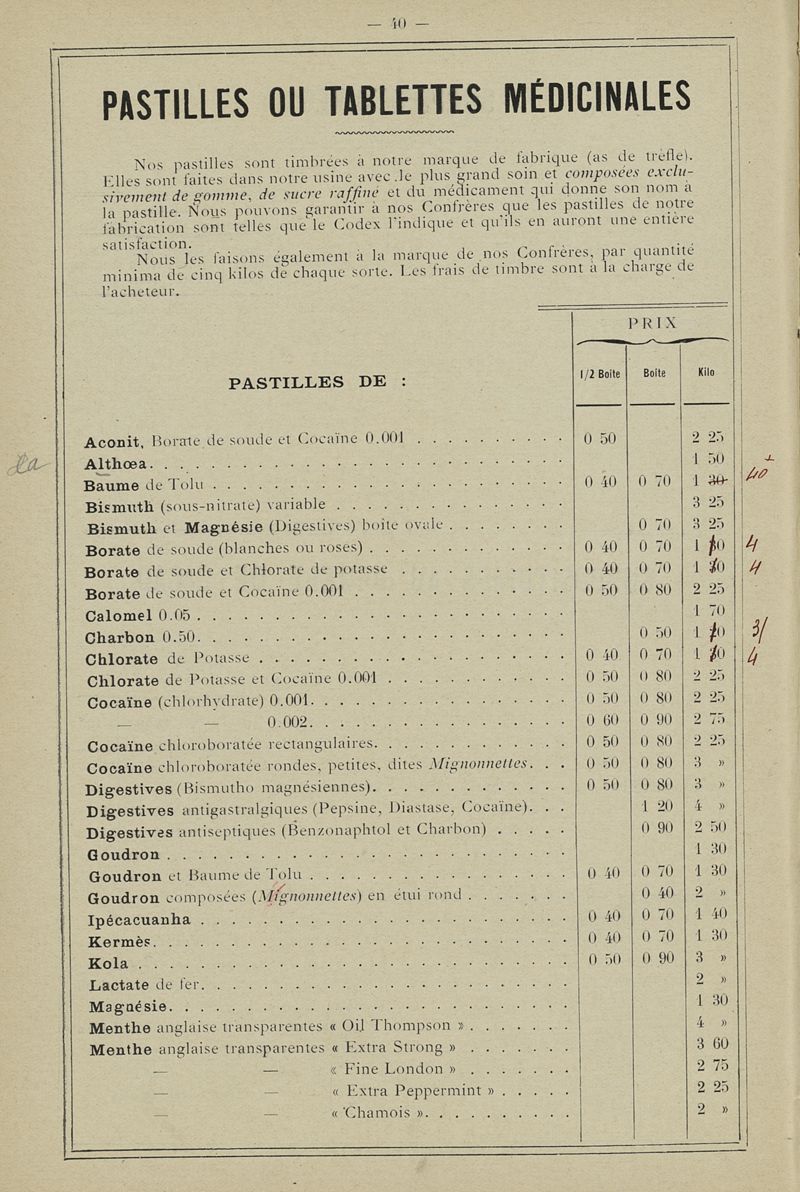 — 40 —
PASTILLES OU TABLETTES MÉDICINALES
Nos pastilles sont timbrées à notre marque de fabrique (as de trèfle).
Elles sont faites dans notre usine avec le plus grand soin et composées exclu-
sivement de gomme, de sucre raffiné et du médicament qui donne son nom à
la pastille. Nous pouvons garantir à nos Confrères que les pastilles de notre
fabrication sont telles que le Codex l'indique et qu'ils en auront une entière
satisfaction.
Nous les faisons également à la marque de nos Confrères, par quantité
minima de cinq kilos de chaque sorte. Les frais de timbre sont à la charge de
l'acheteur.
PRIX
PASTILLES DE : 1/2 Boite Boite Kilo
Aconit, Borate de soude et Cocaïne 0.001 . . . . . . . . . . 0 50 2 25
Althœa. . . . . . . . . . . . . . . . . . . . 1 50
Baume de Tolu . . . . . . . . . . . . . . . . . . . . 0 40 0 70 1 30 40
Bismuth (sous-nitrate) variable . . . . . . . . . . . . . . . 3 25
Bismuth et Magnésie (Digestives) boite ovale . . . . . . . . 0 70 3 25
Borate de soude (blanches ou roses) . . . . . . . . . . . . . 0 40 0 70 1 0 4
Borate de soude et Chlorate de potasse . . . . . . . . . . . 0 40 0 70 1 0 4
Borate de soude et Cocaïne 0.001 . . . . . . . . . . . . . . 0 50 0 80 2 25
Calomel 0.05 . . . . . . . . . . . . . . . . . . . . 1 70
Charbon 0.50. . . . . . . . . . . . . . . . . . . . 0 50 1 0 3/
Chlorate de Potasse . . . . . . . . . . . . . . . . . . 0 40 0 70 1 0 4
Chlorate de Potasse et Cocaïne 0.001 . . . . . . . . . . . . 0 50 0 80 2 25
Cocaïne (chlorhydrate) 0.001. . . . . . . . . . . . . . . . . 0 50 0 80 2 25
— — 0.002. . . . . . . . . . . . . . . . . 0 60 0 90 2 75
Cocaïne chloroboratée rectangulaires. . . . . . . . . . . . . 0 50 0 80 2 25
Cocaïne chloroboratée rondes, petites, dites Mignonnettes. . . 0 50 0 80 3 »
Digestives (Bismutho magnésiennes). . . . . . . . . . . . . 0 50 0 80 3 »
Digestives antigastralgiques (Pepsine, Diastase, Cocaïne). . . 1 20 4 »
Digestives antiseptiques (Benzonaphtol et Charbon) . . . . . 0 90 2 50
Goudron . . . . . . . . . . . . . . . . . . . . 1 30
Goudron et Baume de Tolu . . . . . . . . . . . . . . . . . 0 40 0 70 1 30
Goudron composées (Mignonnettes) en étui rond . . . . . . . 0 40 2 »
Ipécacuanha . . . . . . . . . . . . . . . . . . . . 0 40 0 70 1 40
Kermès. . . . . . . . . . . . . . . . . . . . 0 40 0 70 1 30
Kola . . . . . . . . . . . . . . . . . . . . 0 50 0 90 3 »
Lactate de fer. . . . . . . . . . . . . . . . . . . . 2 »
Magnésie. . . . . . . . . . . . . . . . . . . . 1 30
Menthe anglaise transparentes « Oil Thompson » . . . . . . . 4 »
Menthe anglaise transparentes « Extra Strong » . . . . . . . 3 60
— — « Fine London » . . . . . . . 2 75
— — « Extra Peppermint » . . . . . 2 25
— — « Chamois ». . . . . . . . . . 2 »